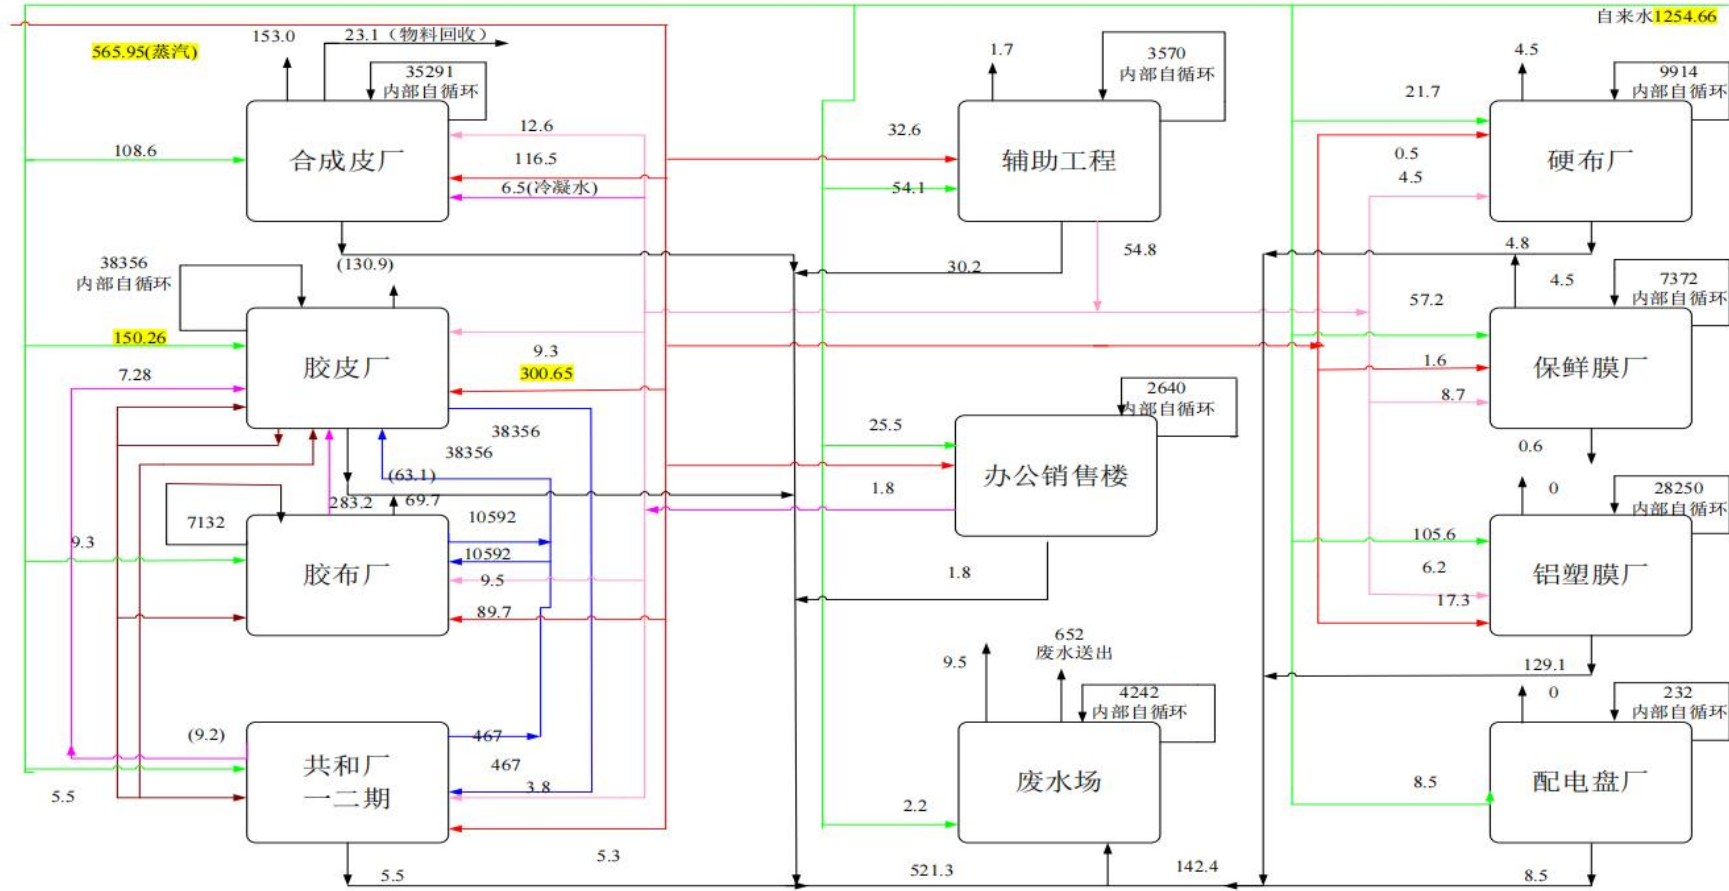 自来水1254.66
565.95(蒸汽)
153.0
23.1（物料回收）
35291
内部自循环
108.6
合成皮厂
12.6
116.5
6.5(冷凝水)
1.7
3570
内部自循环
32.6
54.1
辅助工程
30.2
54.8
4.5
9914
内部自循环
21.7
0.5
4.5
硬布厂
4.8
38356
内部自循环
(130.9)
150.26
7.28
胶皮厂
9.3
300.65
38356
38356
(63.1)
283.2
69.7
4.5
7372
内部自循环
57.2
1.6
8.7
保鲜膜厂
0.6
2640
内部自循环
25.5
1.8
办公销售楼
1.8
7132
9.3
胶布厂
10592
10592
9.5
89.7
0
28250
内部自循环
105.6
6.2
17.3
铝塑膜厂
129.1
9.5
652
废水送出
4242
内部自循环
2.2
废水场
(9.2)
5.5
共和厂
一二期
467
467
3.8
5.3
5.5
521.3
142.4
0
232
内部自循环
8.5
配电盘厂
8.5